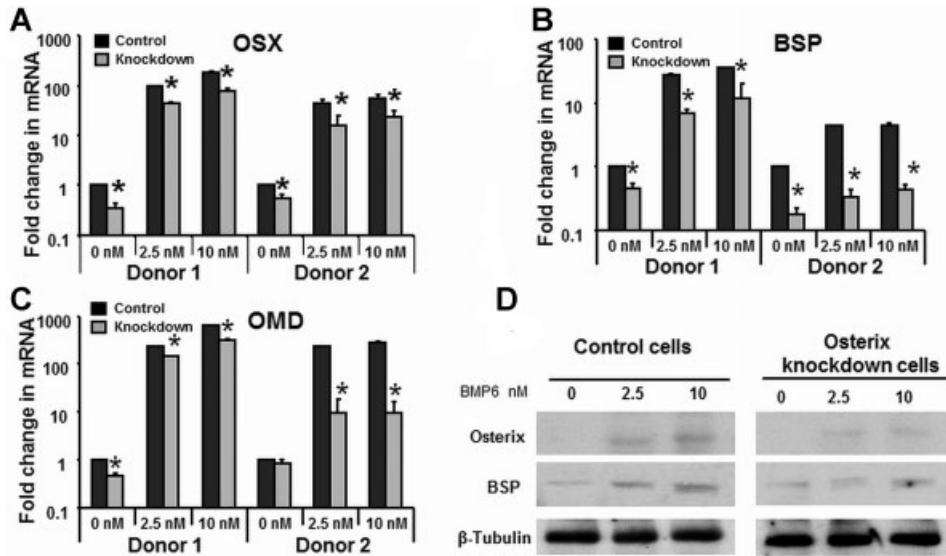 A
OSX
Control
Knockdown
Fold change in mRNA
1000
100
10
1
0.1
*
*
*
*
*
*
0 nM 2.5 nM 10 nM 0 nM 2.5 nM 10 nM
Donor 1 Donor 2
B
BSP
Control
Knockdown
Fold change in mRNA
100
10
1
0.1
*
*
*
*
*
*
0 nM 2.5 nM 10 nM 0 nM 2.5 nM 10 nM
Donor 1 Donor 2
C
OMD
Control
Knockdown
Fold change in mRNA
1000
100
10
1
0.1
*
*
*
*
*
0 nM 2.5 nM 10 nM 0 nM 2.5 nM 10 nM
Donor 1 Donor 2
D
Control cells
Osterix
knockdown cells
BMP6 nM 0 2.5 10 0 2.5 10
Osterix
BSP
β-Tubulin